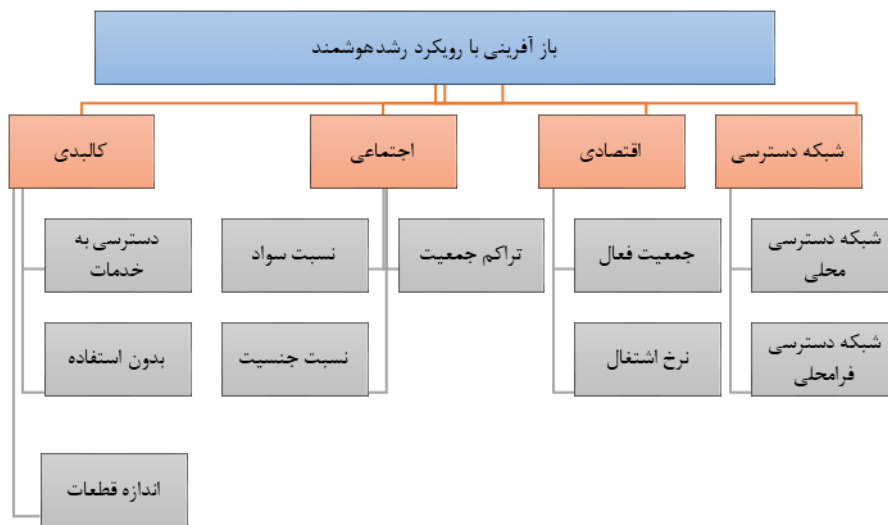 باز آفرینی با رویکرد رشدهوشمند
شبکه دسترسی
اقتصادی
اجتماعی
کالبدی
شبکه دسترسی
محلی
جمعیت فعال
تراکم جمعیت
نسبت سواد
دسترسی به
خدمات
شبکه دسترسی
فرامحلی
نرخ اشتغال
نسبت جنسیت
بدون استفاده
اندازه قطعات